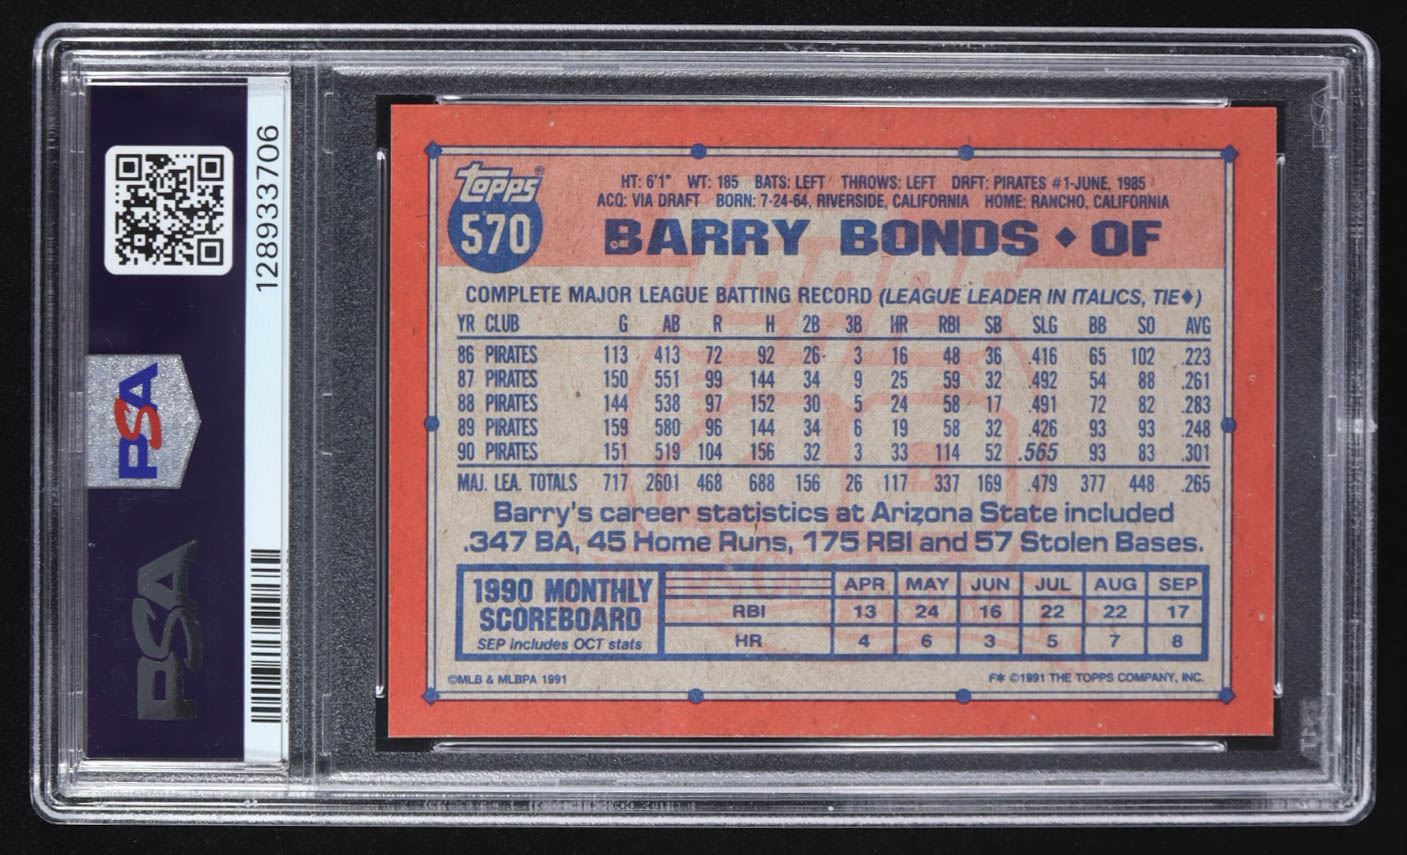 128933706
PSA
PSA
PSA
Topps®
570
HT: 6'1" WT: 185 BATS: LEFT THROWS: LEFT DRFT: PIRATES #1-JUNE, 1985
ACQ: VIA DRAFT BORN: 7-24-64, RIVERSIDE, CALIFORNIA HOME: RANCHO, CALIFORNIA
BARRY BONDS ♦ OF
COMPLETE MAJOR LEAGUE BATTING RECORD (LEAGUE LEADER IN ITALICS, TIE♦)
YR CLUB G AB R H 2B 3B HR RBI SB SLG BB SO AVG
86 PIRATES 113 413 72 92 26 3 16 48 36 .416 65 102 .223
87 PIRATES 150 551 99 144 34 9 25 59 32 .492 54 88 .261
88 PIRATES 144 538 97 152 30 5 24 58 17 .491 72 82 .283
89 PIRATES 159 580 96 144 34 6 19 58 32 .426 93 93 .248
90 PIRATES 151 519 104 156 32 3 33 114 52 .565 93 83 .301
MAJ. LEA. TOTALS 717 2601 468 688 156 26 117 337 169 .479 377 448 .265
Barry's career statistics at Arizona State included
.347 BA, 45 Home Runs, 175 RBI and 57 Stolen Bases.
1990 MONTHLY
SCOREBOARD
SEP includes OCT stats
APR MAY JUN JUL AUG SEP
RBI 13 24 16 22 22 17
HR 4 6 3 5 7 8
©MLB & MLBPA 1991
F* ©1991 THE TOPPS COMPANY, INC.